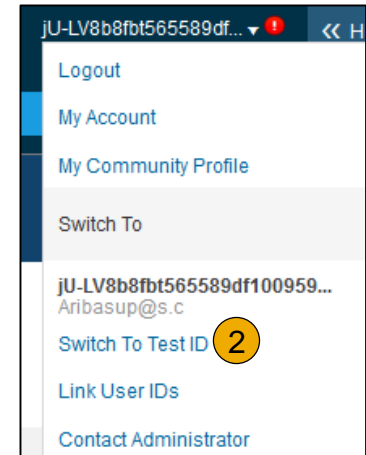 jU-LV8b8fbt565589df... ▾ ! « H
Logout
My Account
My Community Profile
Switch To
jU-LV8b8fbt565589df100959...
Aribasup@s.c
Switch To Test ID 2
Link User IDs
Contact Administrator